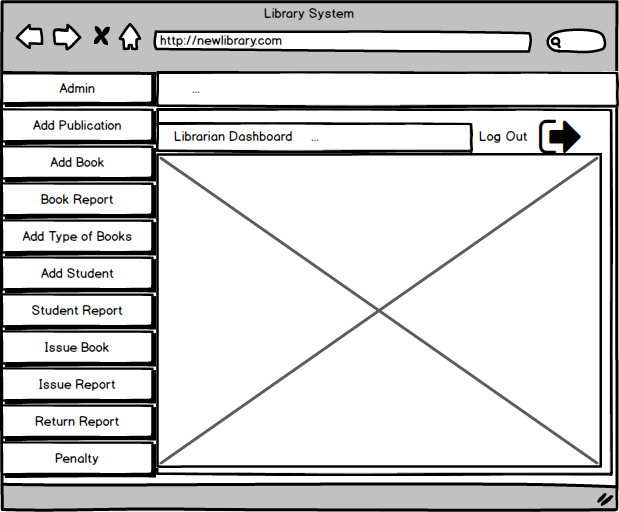 Library System
http://newlibrary.com
Admin
...
Add Publication
Librarian Dashboard ...
Log Out
Add Book
Book Report
Add Type of Books
Add Student
Student Report
Issue Book
Issue Report
Return Report
Penalty